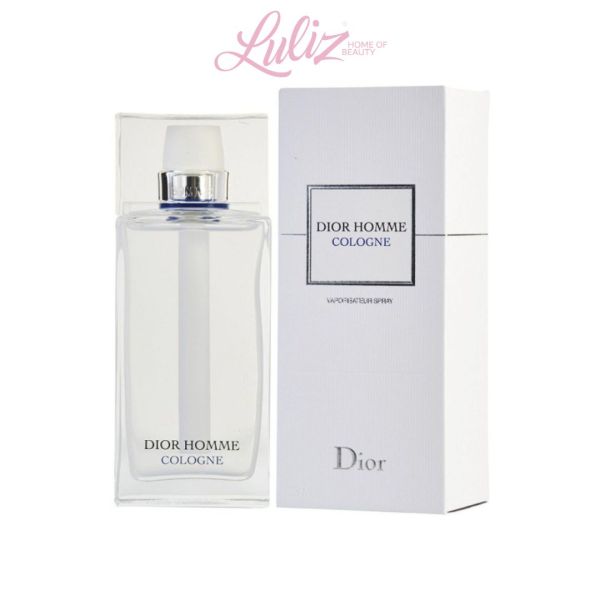 Luliz
HOME OF
BEAUTY
DIOR HOMME
COLOGNE
VAPORISATEUR SPRAY
Dior
DIOR HOMME
COLOGNE